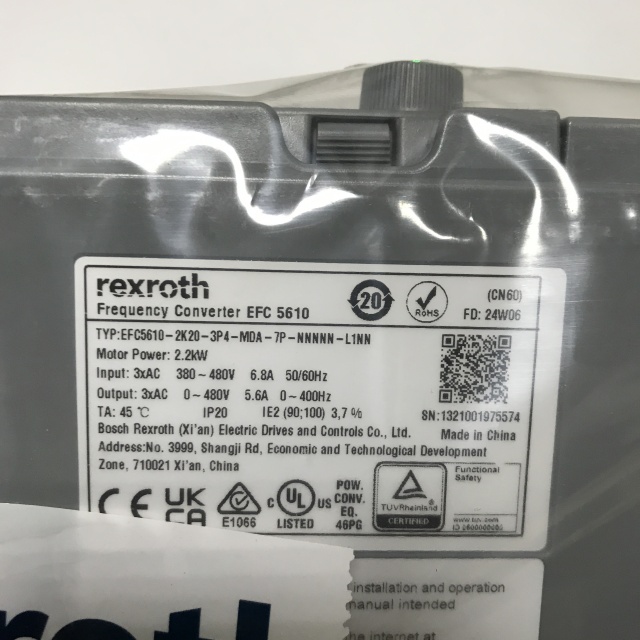 rexroth
Frequency Converter EFC 5610
20
RoHS
(CN60)
FD: 24W06
TYP:EFC5610-2K20-3P4-MDA-7P-NNNNN-L1NN
Motor Power: 2.2kW
Input: 3xAC 380~480V 6.8A 50/60Hz
Output: 3xAC 0~480V 5.6A 0~400Hz
TA: 45 ℃ IP20 IE2 (90;100) 3,7 %
SN:1321001975574
Bosch Rexroth (Xi'an) Electric Drives and Controls Co., Ltd. Made in China
Address:No. 3999, Shangji Rd, Economic and Technological Development
Zone, 710021 Xi'an, China
CE
UK
CA
E1066
C UL US
LISTED
POW.
CONV.
EQ.
46PG
TÜVRheinland
CERTIFIED
Functional
Safety
www.tuv.com
installation and operation
manual intended
the internet at